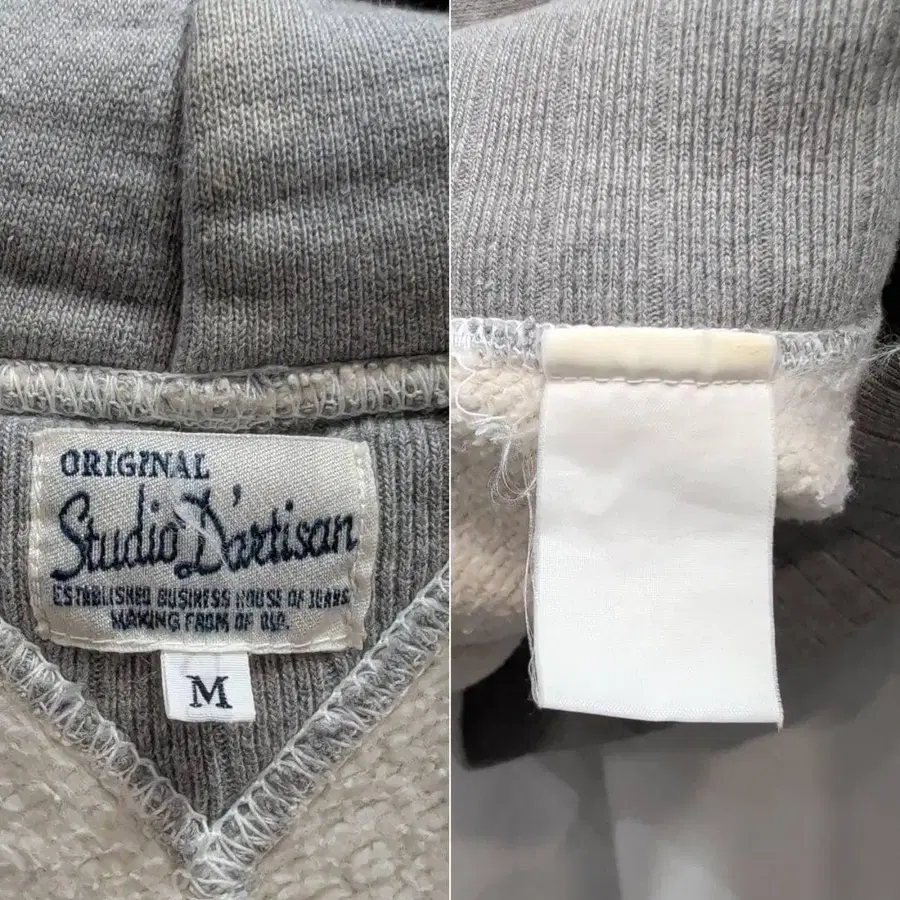 ORIGINAL
Studio D'artisan
ESTABLISHED BUSINESS HOUSE OF JEANS
MAKING FROM OF OLD.
M